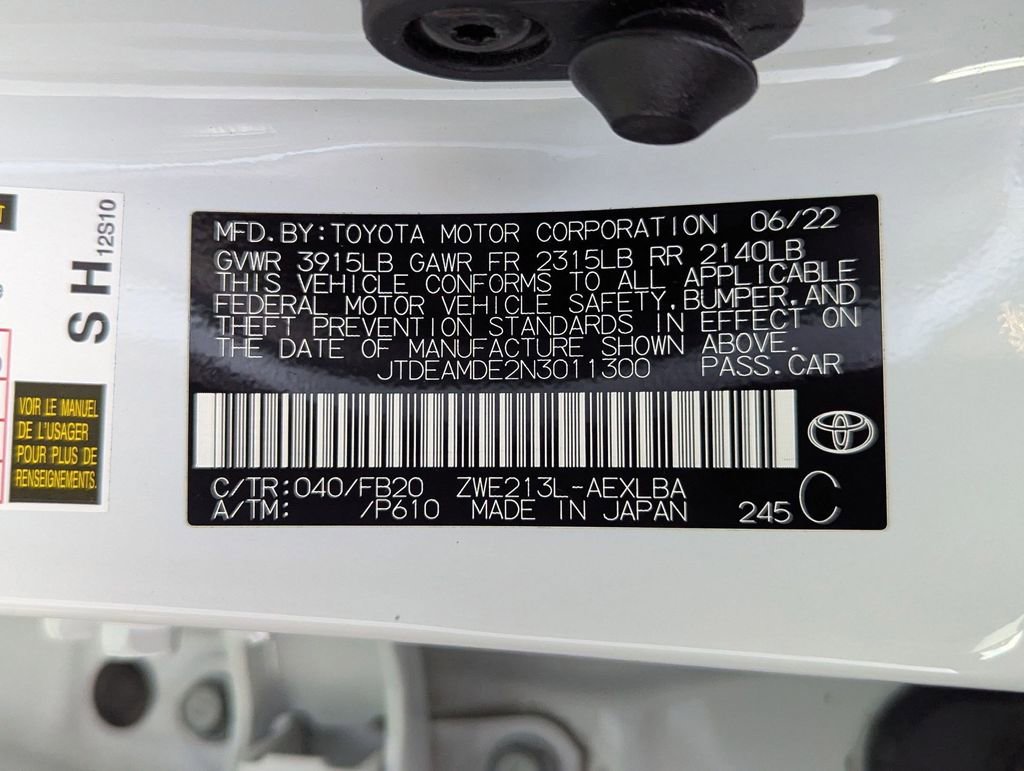 MFD.BY:TOYOTA MOTOR CORPORATION 06/22
GVWR 3915LB GAWR FR 2315LB RR 2140LB
THIS VEHICLE CONFORMS TO ALL APPLICABLE
FEDERAL MOTOR VEHICLE SAFETY,BUMPER,AND
THEFT PREVENTION STANDARDS IN EFFECT ON
THE DATE OF MANUFACTURE SHOWN ABOVE.
JTDEAMDE2N3011300 PASS.CAR
C/TR:040/FB20 ZWE213L-AEXLBA
A/TM: /P610 MADE IN JAPAN 245 C
SH 12S10
VOIR LE MANUEL
DE L'USAGER
POUR PLUS DE
RENSEIGNEMENTS.